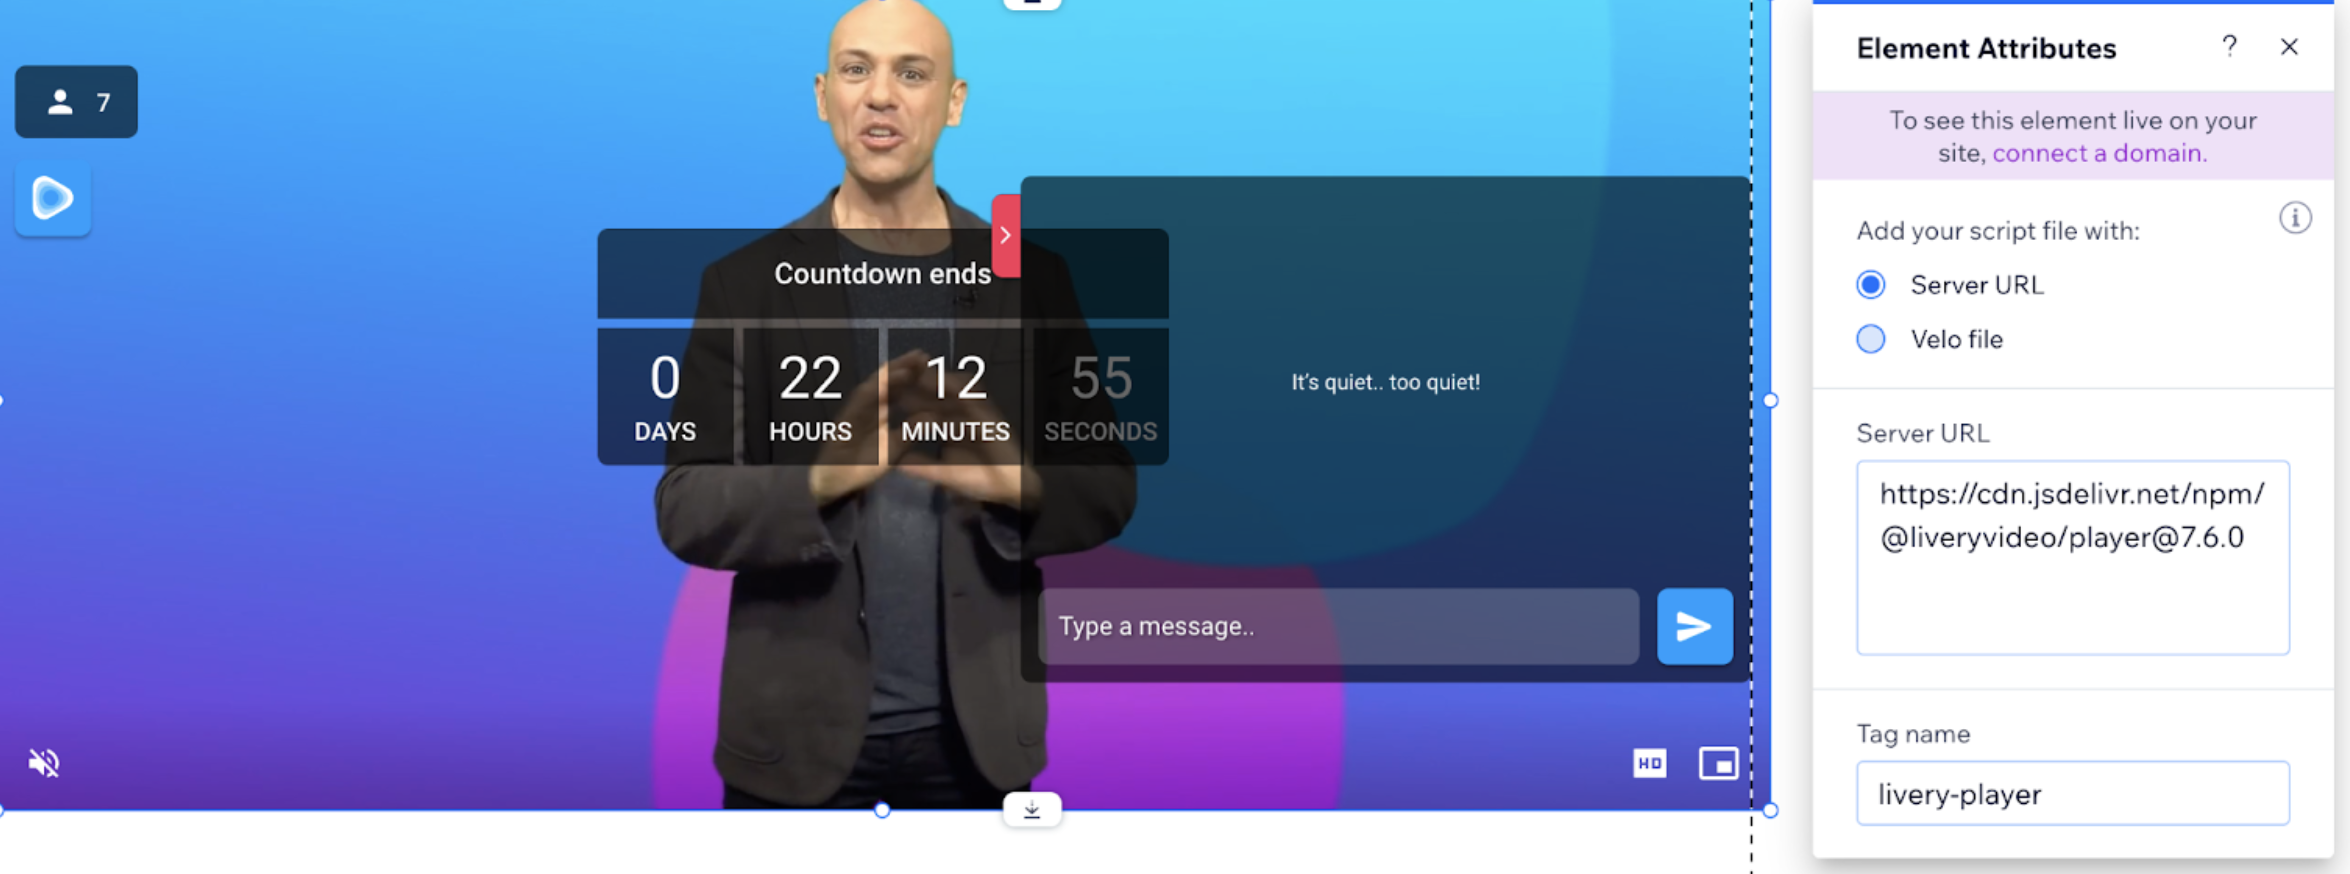 7
Countdown ends
0
DAYS
22
HOURS
12
MINUTES
55
SECONDS
It's quiet.. too quiet!
Type a message..
HD
Element Attributes
?
To see this element live on your
site, connect a domain.
Add your script file with:
i
Server URL
Velo file
Server URL
https://cdn.jsdelivr.net/npm/
@liveryvideo/player@7.6.0
Tag name
livery-player